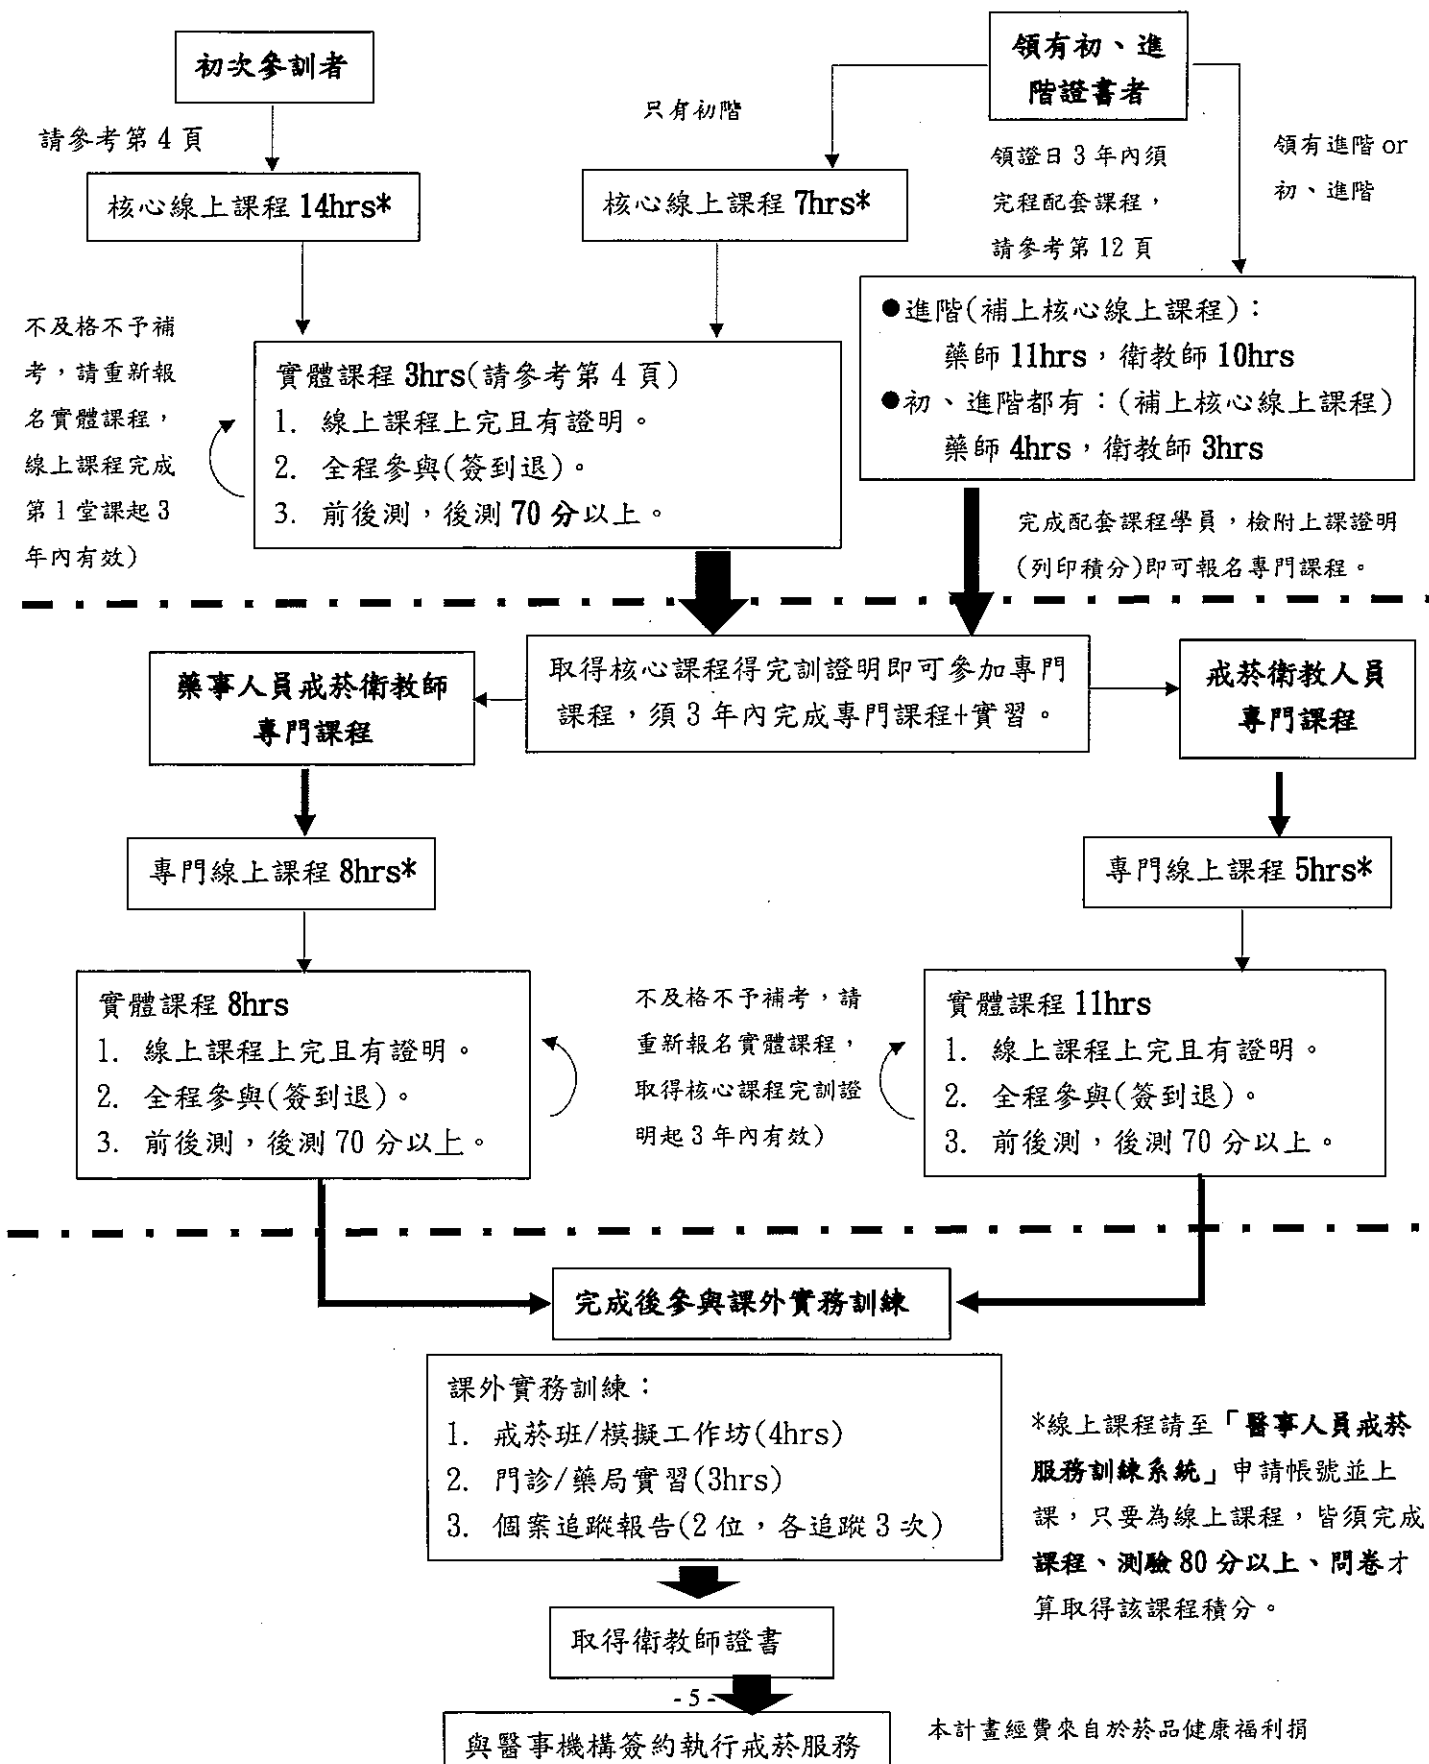 初次參訓者
領有初、進
階證書者
請參考第 4 頁
只有初階
領證日 3 年內須
完程配套課程，
請參考第 12 頁
領有進階 or
初、進階
核心線上課程 14hrs*
核心線上課程 7hrs*
不及格不予補
考，請重新報
名實體課程，
線上課程完成
第 1 堂課起 3
年內有效)
實體課程 3hrs(請參考第 4 頁)
1. 線上課程上完且有證明。
2. 全程參與(簽到退)。
3. 前後測，後測 70 分以上。
●進階(補上核心線上課程)：
藥師 11hrs，衛教師 10hrs
●初、進階都有：(補上核心線上課程)
藥師 4hrs，衛教師 3hrs
完成配套課程學員，檢附上課證明
(列印積分)即可報名專門課程。
藥事人員戒菸衛教師
專門課程
取得核心課程得完訓證明即可參加專門
課程，須 3 年內完成專門課程+實習。
戒菸衛教人員
專門課程
專門線上課程 8hrs*
專門線上課程 5hrs*
實體課程 8hrs
1. 線上課程上完且有證明。
2. 全程參與(簽到退)。
3. 前後測，後測 70 分以上。
不及格不予補考，請
重新報名實體課程，
取得核心課程完訓證
明起 3 年內有效)
實體課程 11hrs
1. 線上課程上完且有證明。
2. 全程參與(簽到退)。
3. 前後測，後測 70 分以上。
完成後參與課外實務訓練
課外實務訓練：
1. 戒菸班/模擬工作坊(4hrs)
2. 門診/藥局實習(3hrs)
3. 個案追蹤報告(2 位，各追蹤 3 次)
*線上課程請至「醫事人員戒菸
服務訓練系統」申請帳號並上
課，只要為線上課程，皆須完成
課程、測驗 80 分以上、問卷才
算取得該課程積分。
取得衛教師證書
- 5 -
與醫事機構簽約執行戒菸服務
本計畫經費來自於菸品健康福利捐